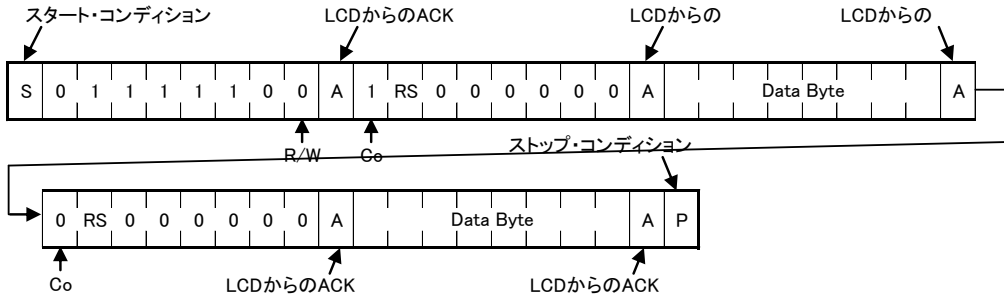 スタート・コンディション LCDからのACK LCDからの LCDからの
S 0 1 1 1 1 1 0 0 A 1 RS 0 0 0 0 0 0 A Data Byte A
R/W Co ストップ・コンディション
0 RS 0 0 0 0 0 0 A Data Byte A P
Co LCDからのACK LCDからのACK